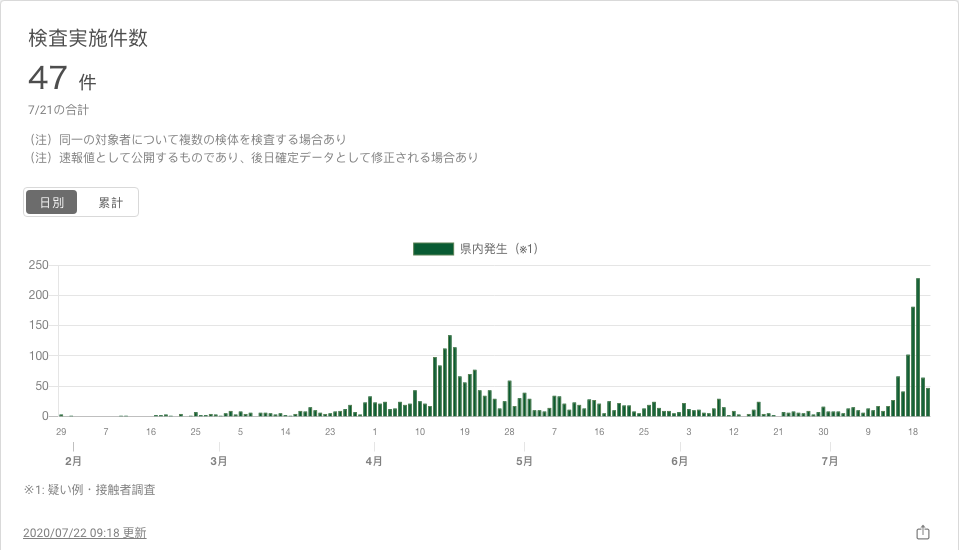 検査実施件数
47 件
7/21の合計
（注）同一の対象者について複数の検体を検査する場合あり
（注）速報値として公開するものであり、後日確定データとして修正される場合あり
日別 累計
県内発生（※1）
250
200
150
100
50
0
29 7 16 25 5 14 23 1 10 19 28 7 16 25 3 12 21 30 9 18
2月 3月 4月 5月 6月 7月
※1: 疑い例・接触者調査
2020/07/22 09:18 更新